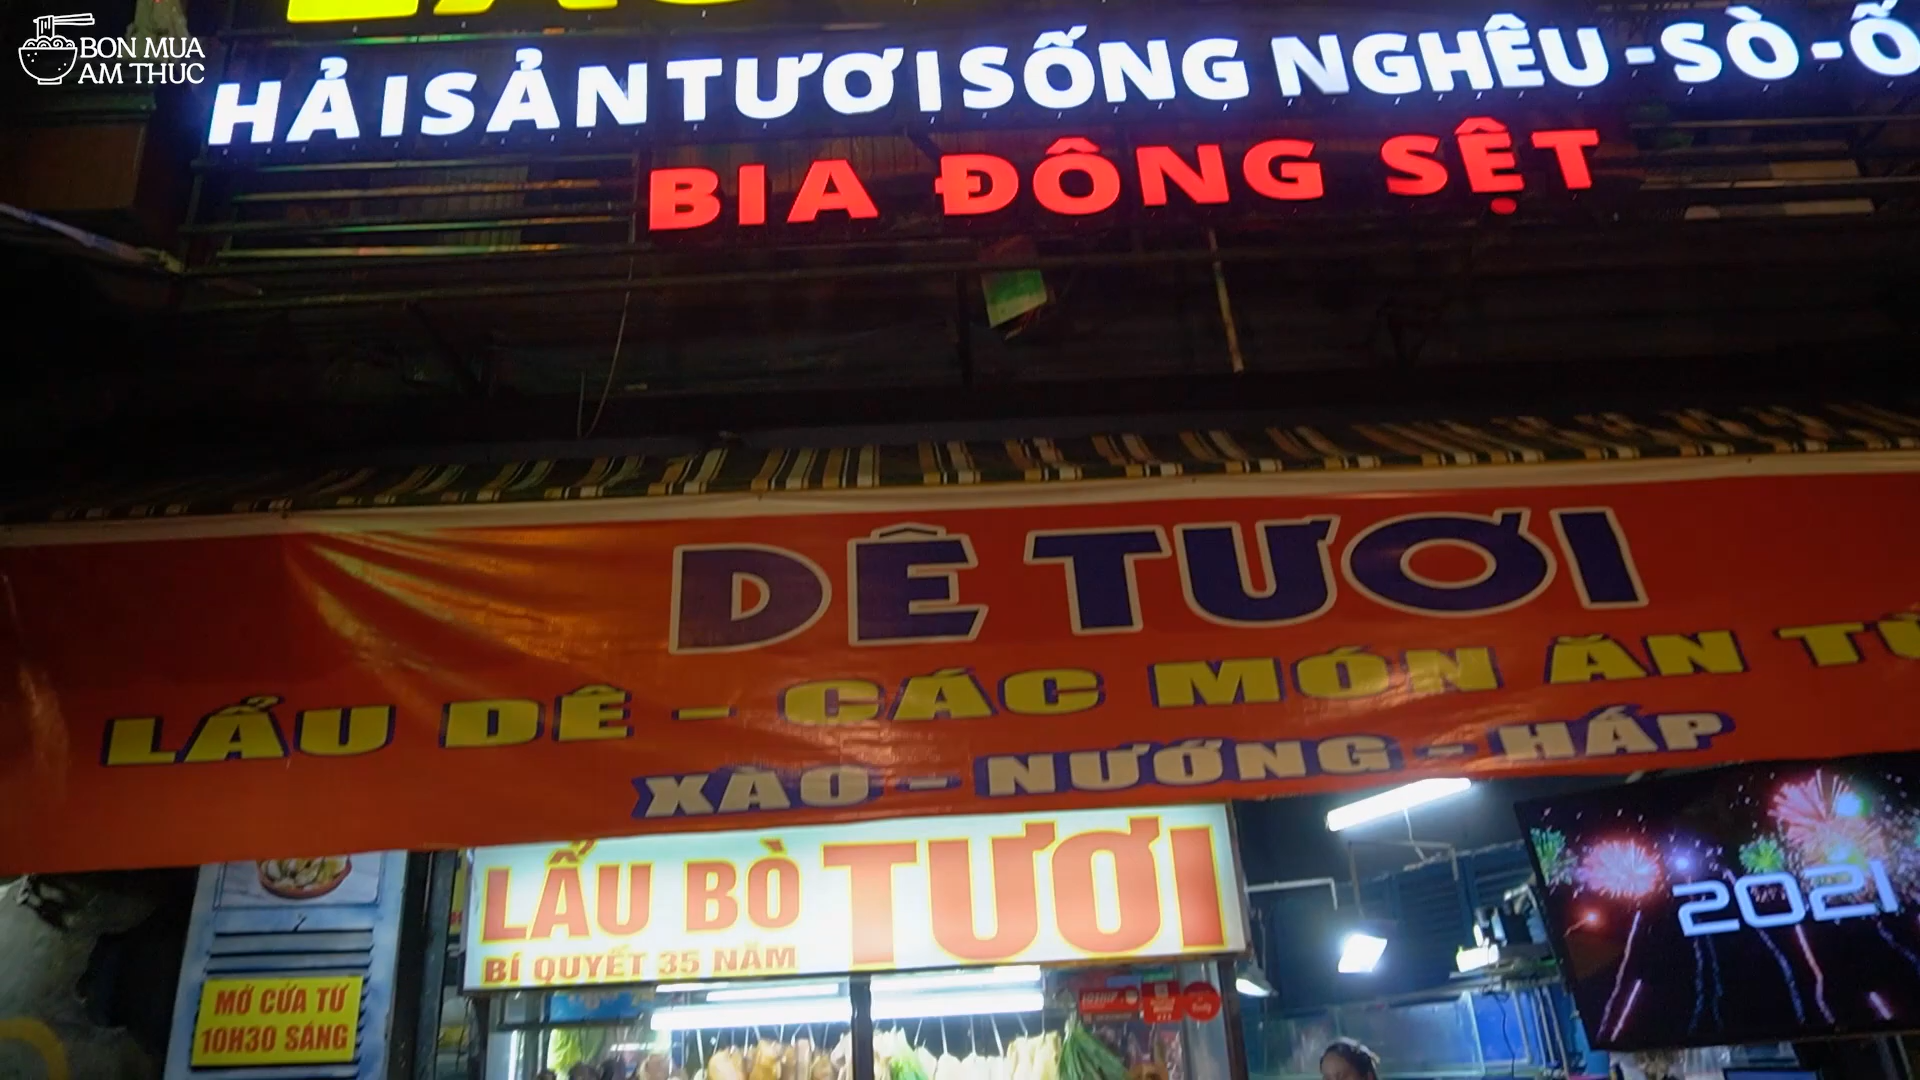 BON MUA
AM THUC
HẢI SẢN TƯƠI SỐNG NGHÊU - SÒ - Ố
BIA ĐÔNG SỆT
DÊ TƯƠI
LẨU DÊ - CÁC MÓN ĂN TỪ
XÀO - NƯỚNG - HẤP
LẨU BÒ TƯƠI
BÍ QUYẾT 35 NĂM
2021
MỞ CỬA TỪ
10H30 SÁNG